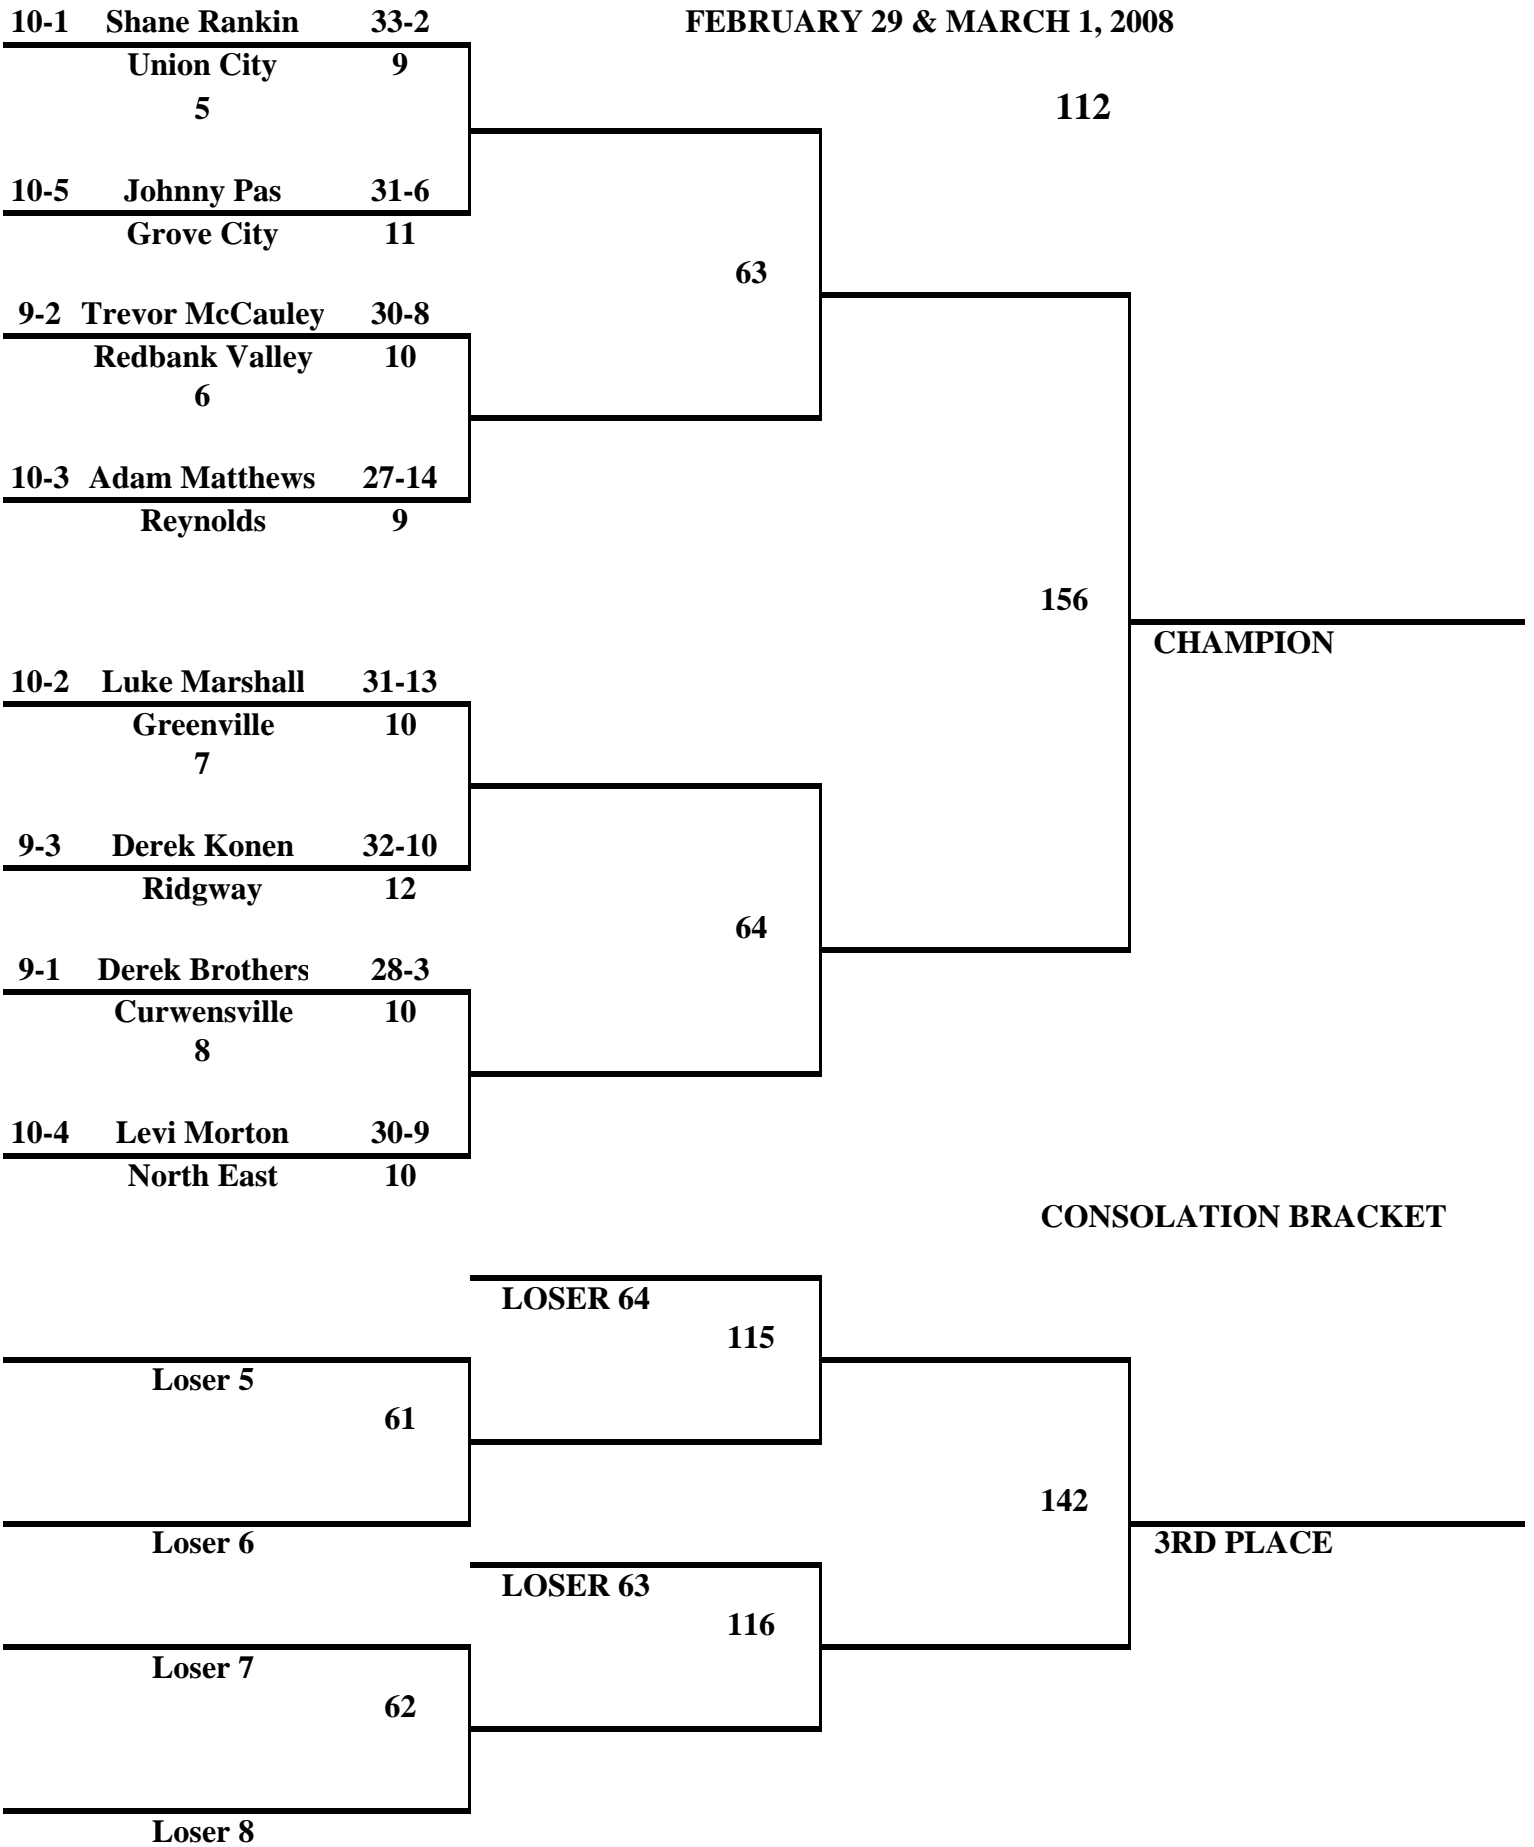 10-1 Shane Rankin 33-2 FEBRUARY 29 & MARCH 1, 2008
Union City 9
5 112
10-5 Johnny Pas 31-6
Grove City 11
63
9-2 Trevor McCauley 30-8
Redbank Valley 10
6
10-3 Adam Matthews 27-14
Reynolds 9
156
CHAMPION
10-2 Luke Marshall 31-13
Greenville 10
7
9-3 Derek Konen 32-10
Ridgway 12
64
9-1 Derek Brothers 28-3
Curwensville 10
8
10-4 Levi Morton 30-9
North East 10
CONSOLATION BRACKET
LOSER 64
115
Loser 5
61
142
Loser 6 3RD PLACE
LOSER 63
116
Loser 7
62
Loser 8